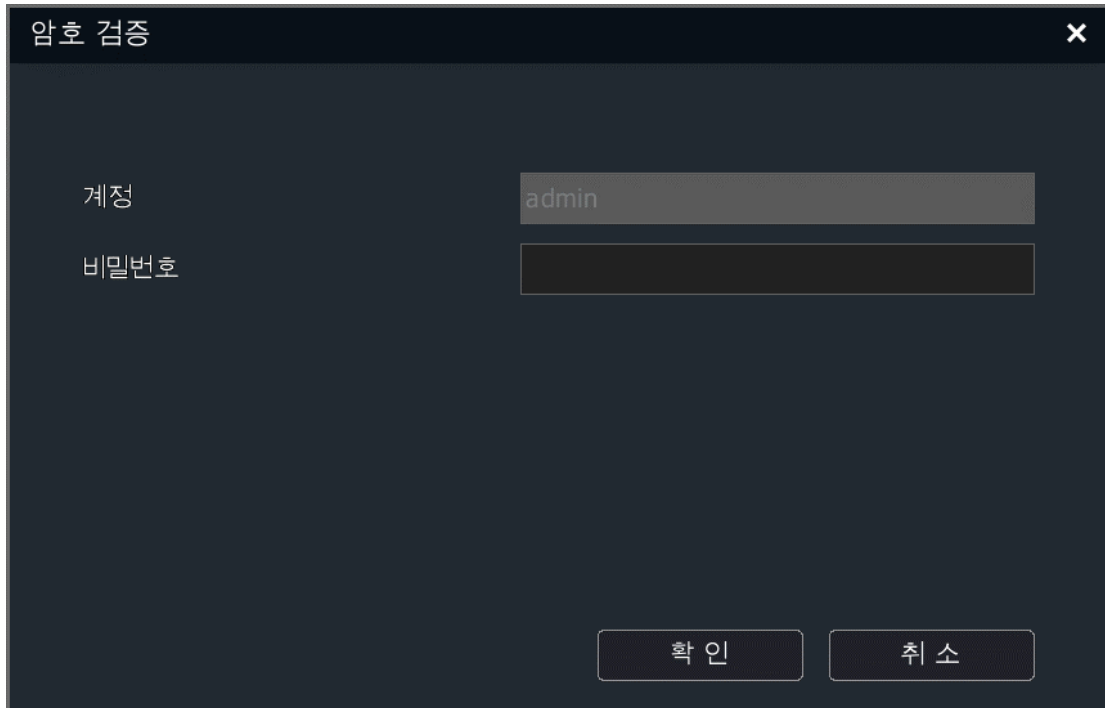 암호 검증
계정
admin
비밀번호
확인 취소